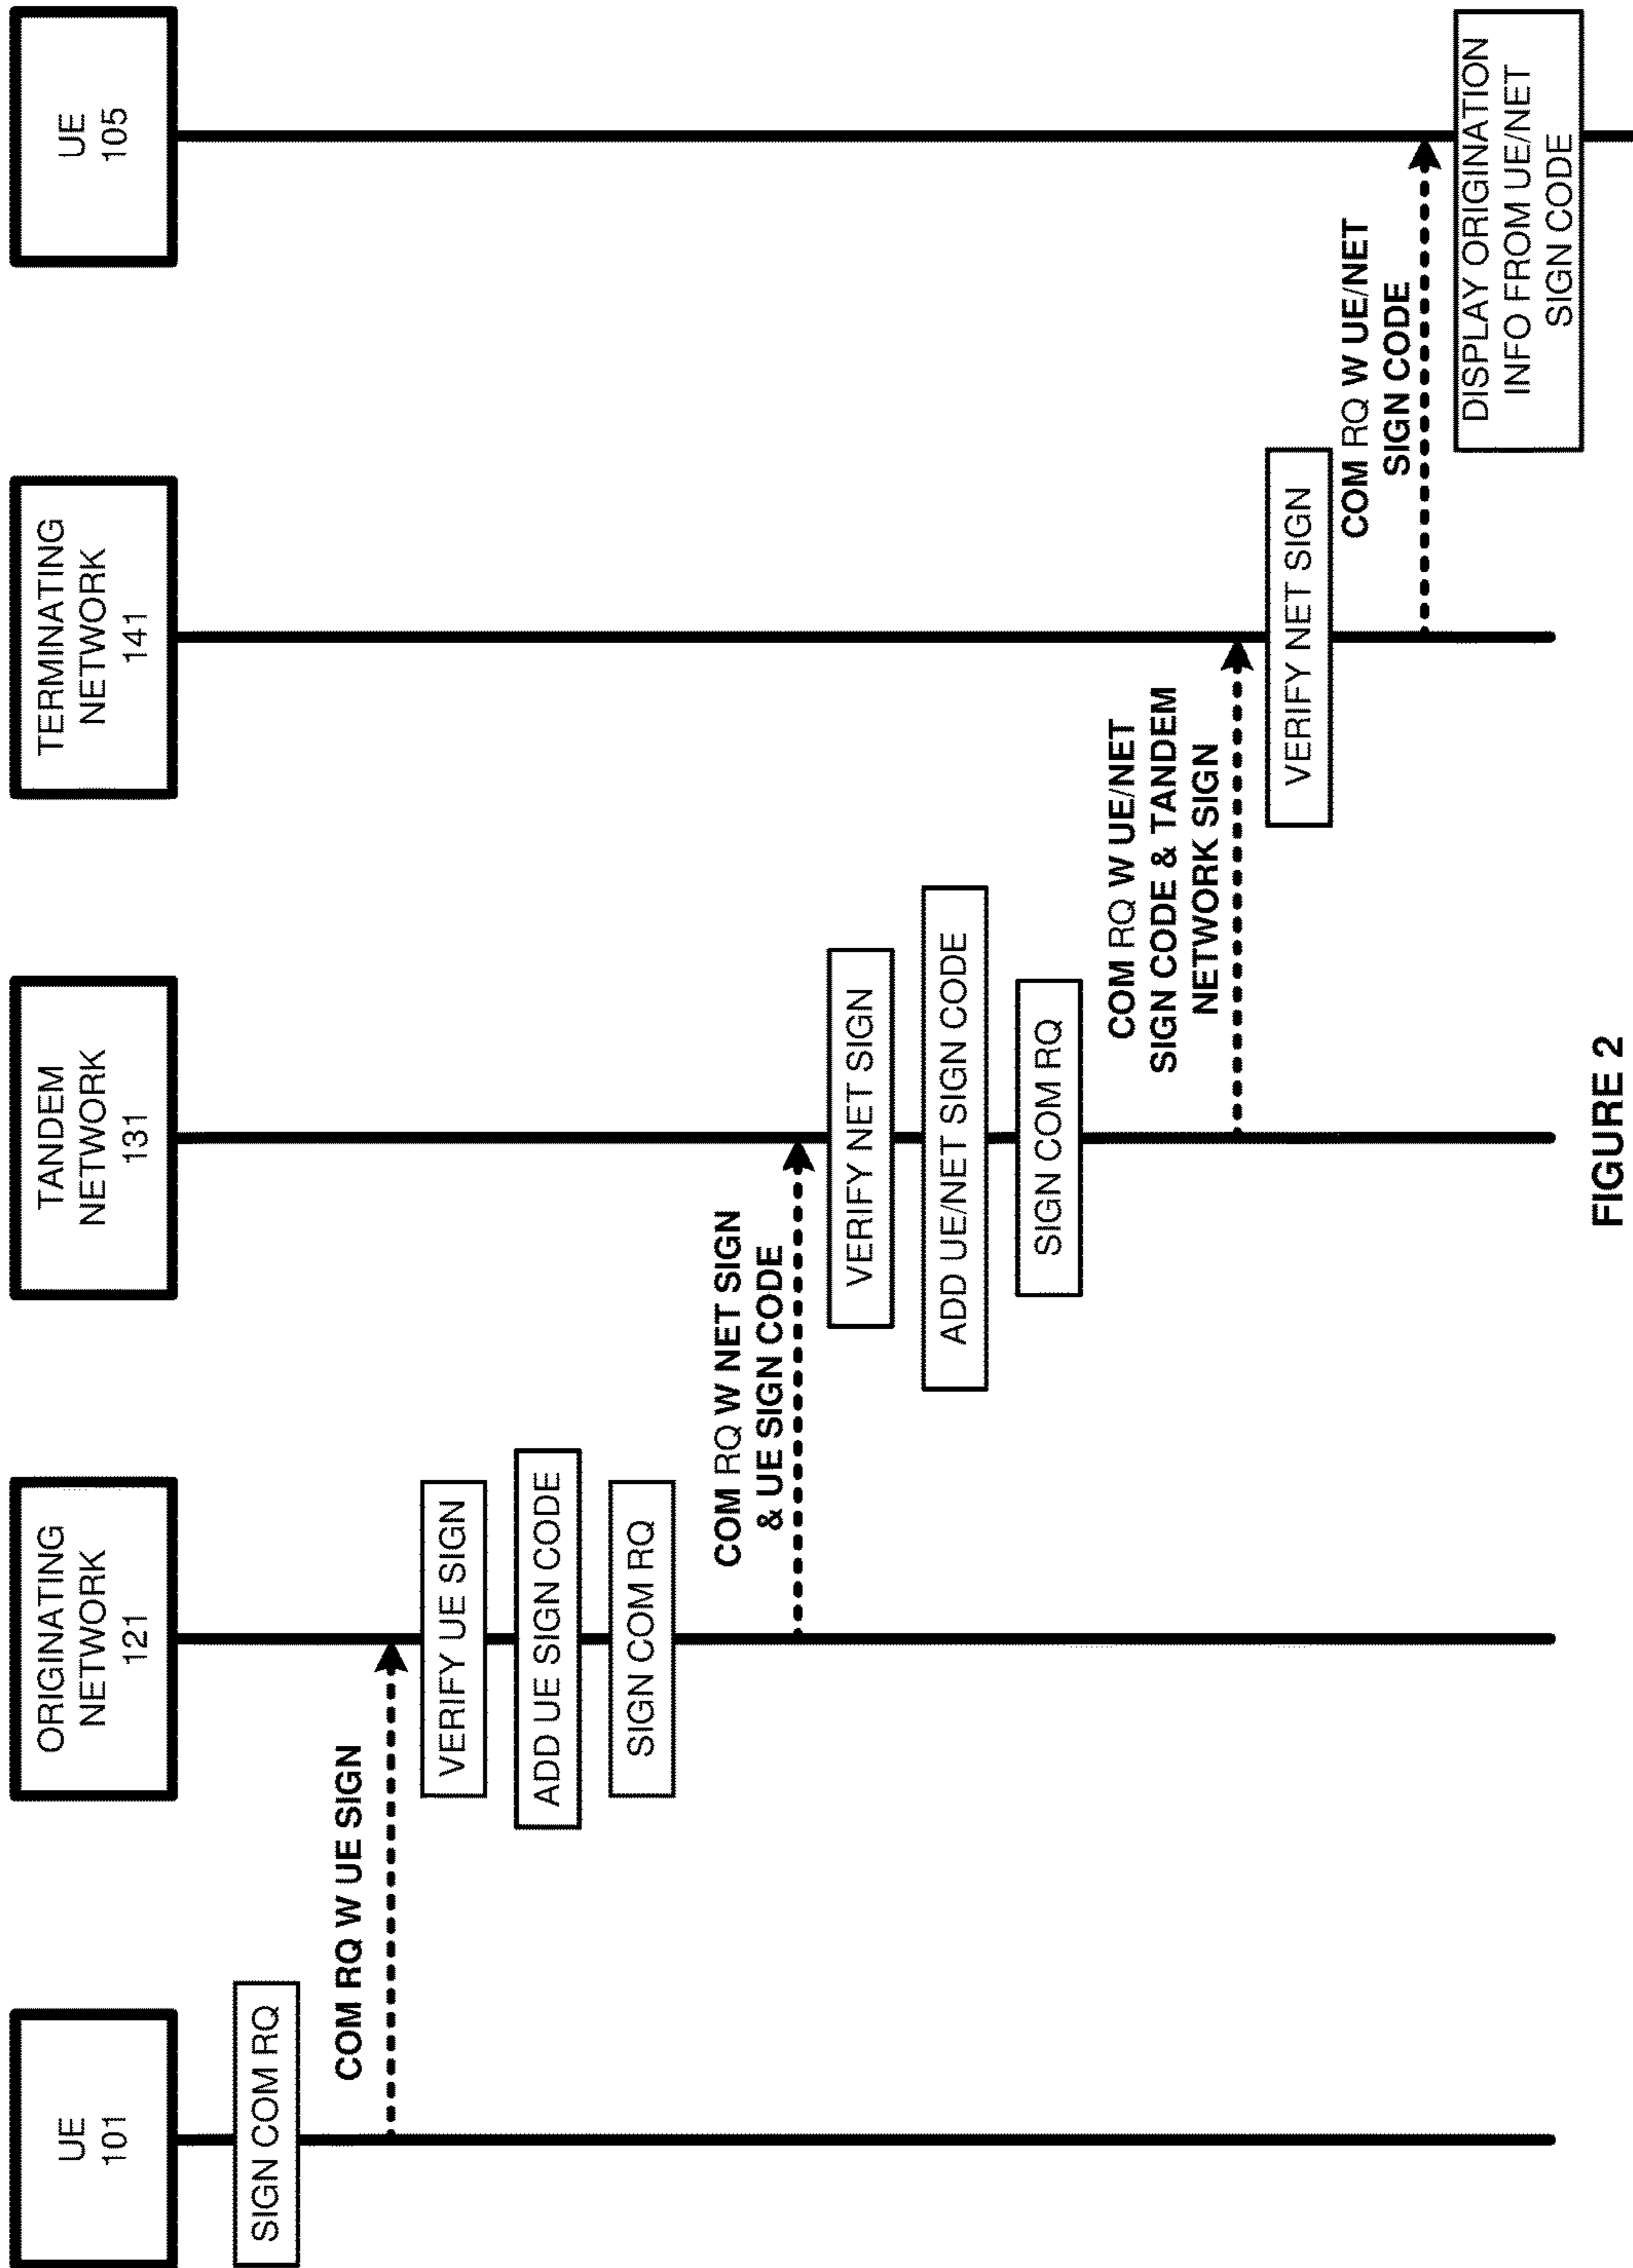 UE
101
ORIGINATING
NETWORK
121
TANDEM
NETWORK
131
TERMINATING
NETWORK
141
UE
105
SIGN COM RQ
COM RQ W UE SIGN
VERIFY UE SIGN
ADD UE SIGN CODE
SIGN COM RQ
COM RQ W NET SIGN
& UE SIGN CODE
VERIFY NET SIGN
ADD UE/NET SIGN CODE
SIGN COM RQ
COM RQ W UE/NET
SIGN CODE & TANDEM
NETWORK SIGN
VERIFY NET SIGN
COM RQ W UE/NET
SIGN CODE
DISPLAY ORIGINATION
INFO FROM UE/NET
SIGN CODE
FIGURE 2